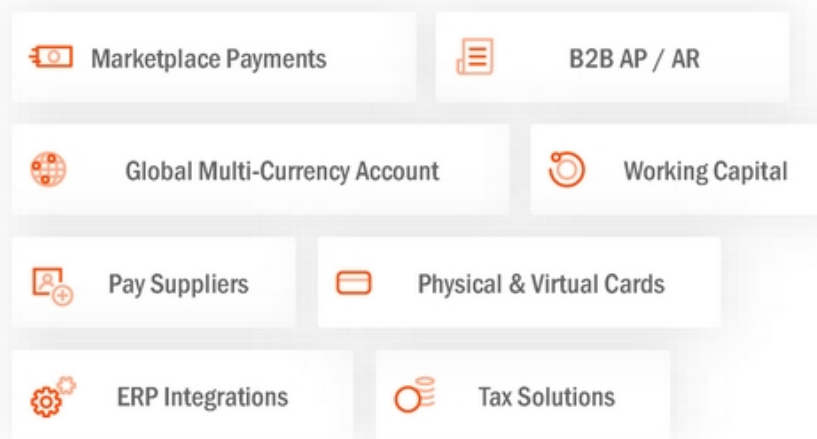 Marketplace Payments
B2B AP / AR
Global Multi-Currency Account
Working Capital
Pay Suppliers
Physical & Virtual Cards
ERP Integrations
Tax Solutions